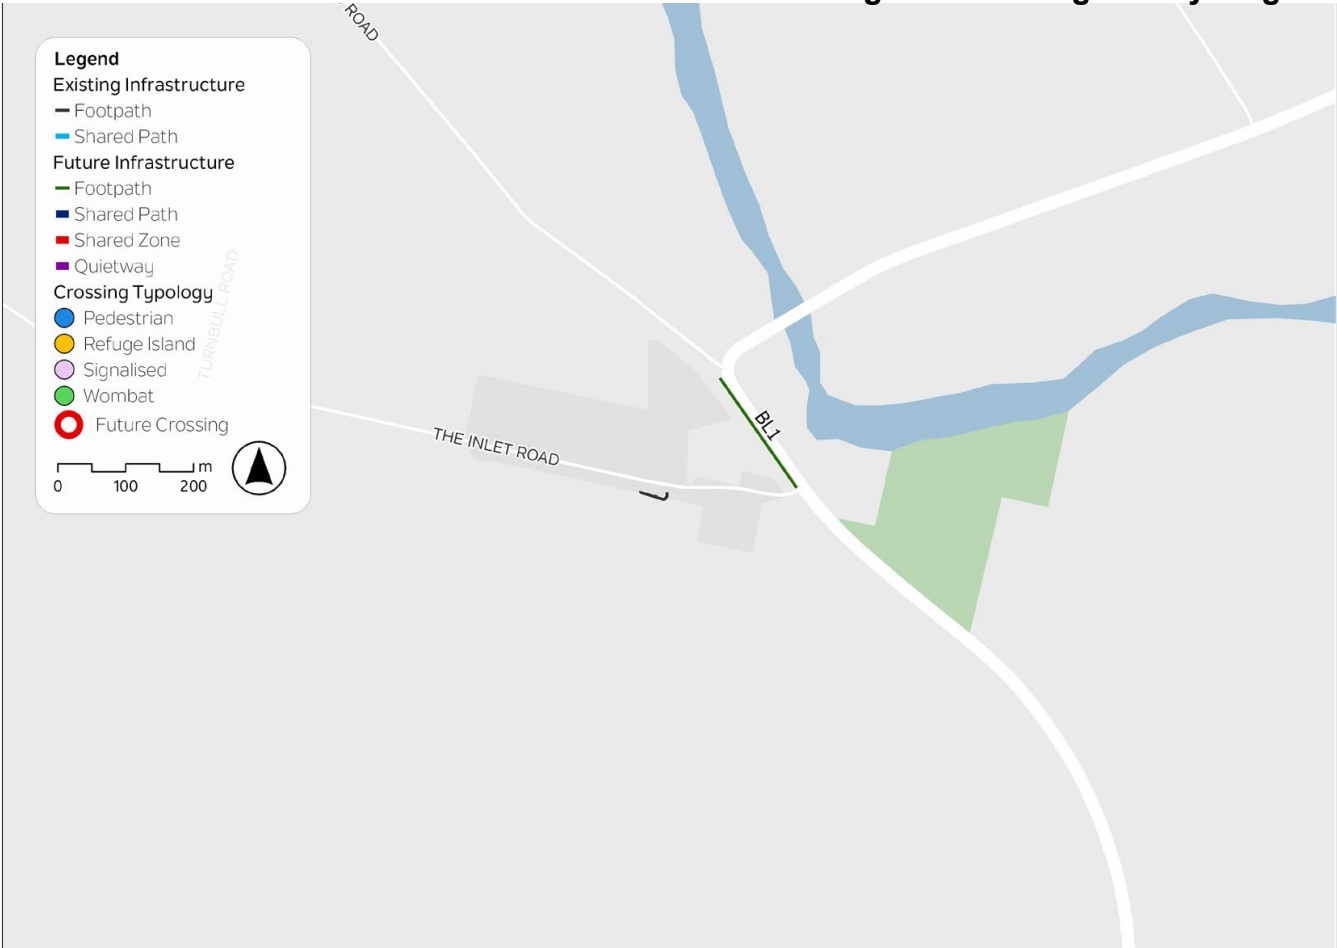 ROAD
Legend
Existing Infrastructure
Footpath
Shared Path
Future Infrastructure
Footpath
Shared Path
Shared Zone
Quietway
Crossing Typology
Pedestrian
Refuge Island
Signalised
Wombat
Future Crossing
m
0 100 200
TURNBULL ROAD
THE INLET ROAD
BL1